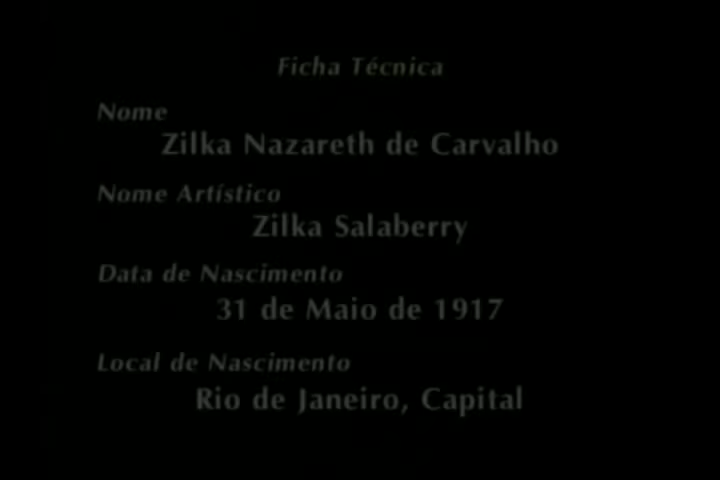 Ficha Técnica
Nome
Zilka Nazareth de Carvalho
Nome Artístico
Zilka Salaberry
Data de Nascimento
31 de Maio de 1917
Local de Nascimento
Rio de Janeiro, Capital